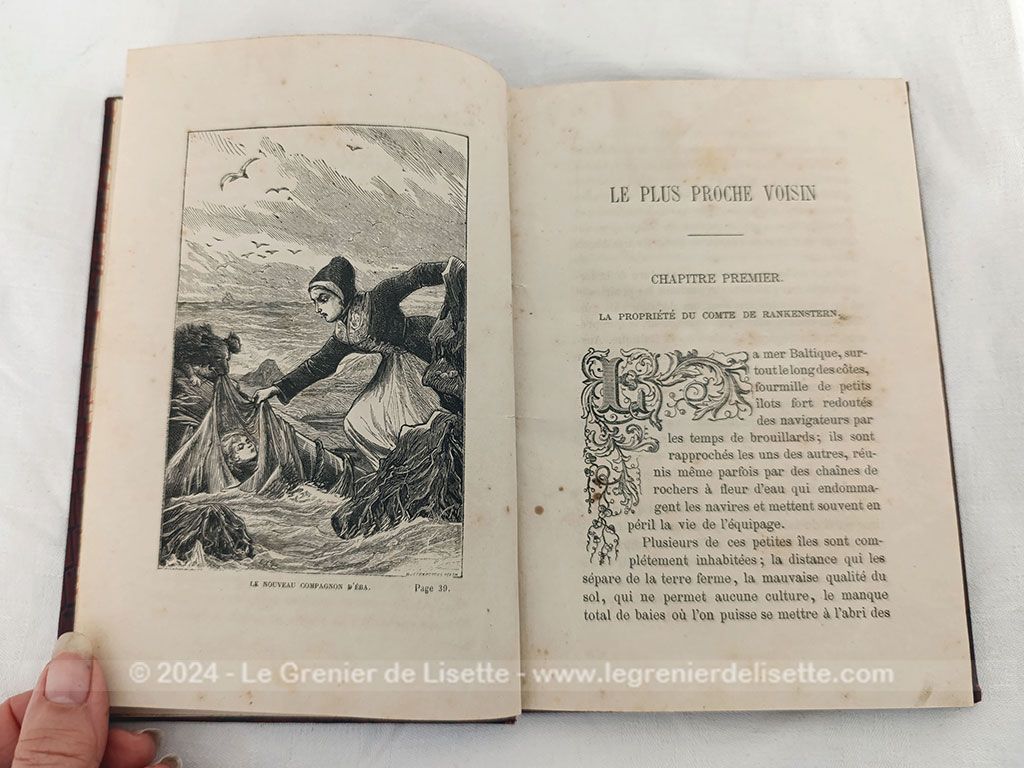 LE NOUVEAU COMPAGNON D'ÉBA. Page 39.
LE PLUS PROCHE VOISIN
CHAPITRE PREMIER.
LA PROPRIÉTÉ DU COMTE DE RANKENSTERN.
La mer Baltique, sur-
tout le long des côtes,
fourmille de petits
îlots fort redoutés
des navigateurs par
les temps de brouillards; ils sont
rapprochés les uns des autres, réu-
nis même parfois par des chaînes de
rochers à fleur d'eau qui endomma-
gent les navires et mettent souvent en
péril la vie de l'équipage.
Plusieurs de ces petites îles sont com-
plétement inhabitées; la distance qui les
sépare de la terre ferme, la mauvaise qualité du
sol, qui ne permet aucune culture, le manque
total de baies où l'on puisse se mettre à l'abri des
© 2024 - Le Grenier de Lisette - www.legrenierdelisette.com